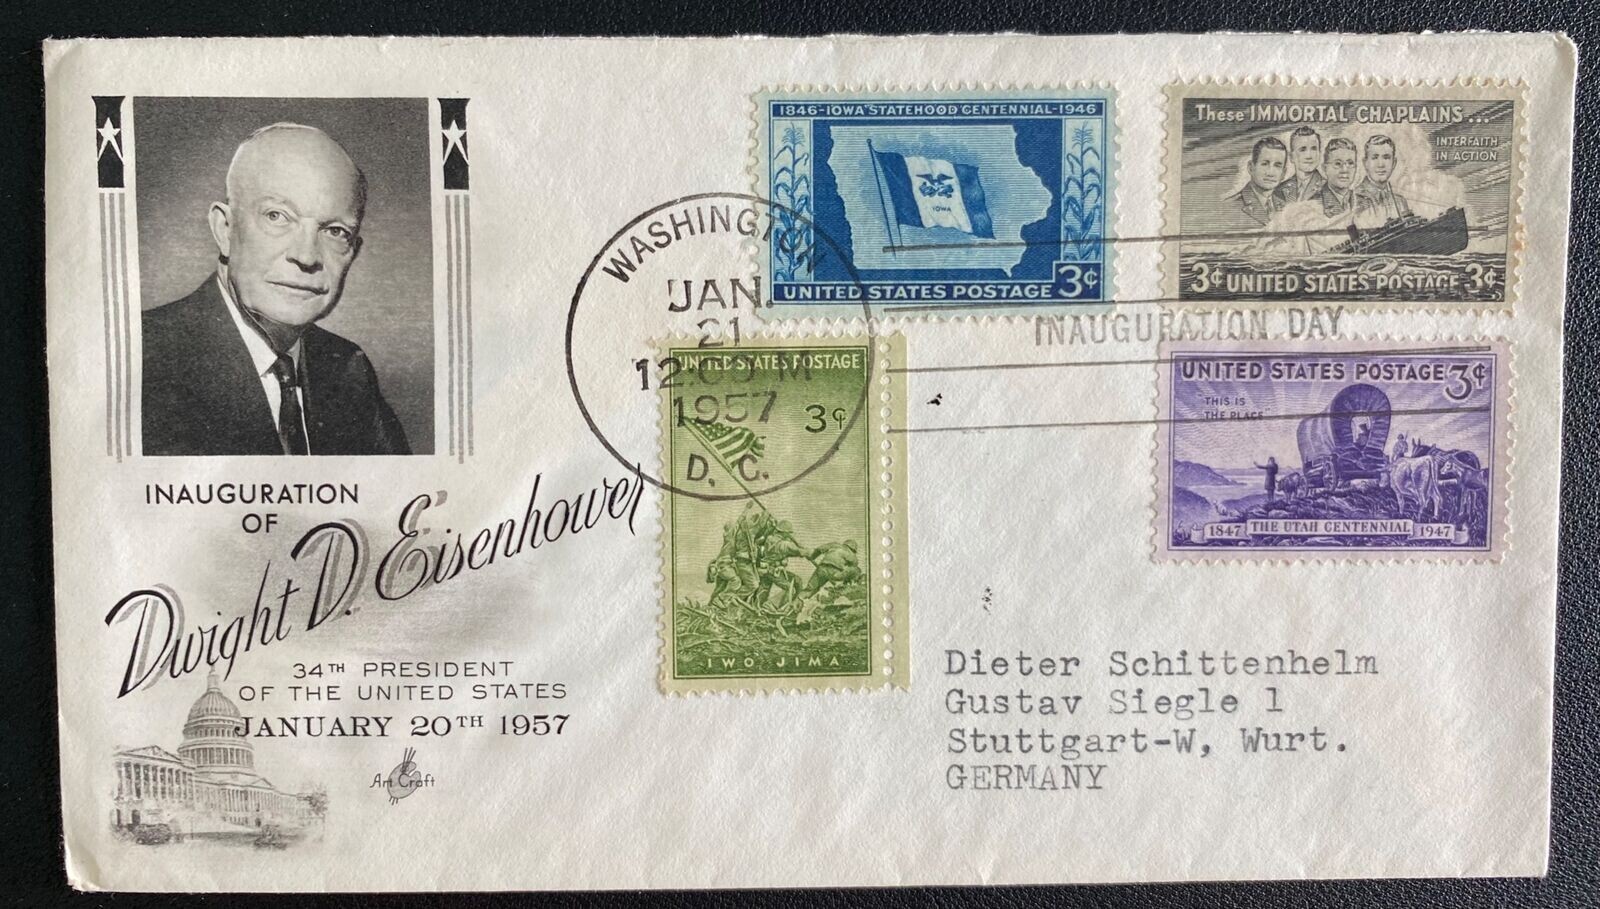 INAUGURATION
OF
Dwight D. Eisenhower
34TH PRESIDENT
OF THE UNITED STATES
JANUARY 20TH 1957
Art Craft
WASHINGTON
JAN.
21
1957
D. C.
INAUGURATION DAY
1846-IOWA STATEHOOD CENTENNIAL-1946
IOWA
UNITED STATES POSTAGE 3¢
These IMMORTAL CHAPLAINS...
INTERFAITH
IN ACTION
3¢ UNITED STATES POSTAGE 3¢
UNITED STATES POSTAGE
3¢
IWO JIMA
UNITED STATES POSTAGE 3¢
"THIS IS
THE PLACE"
1847 THE UTAH CENTENNIAL 1947
Dieter Schittenhelm
Gustav Siegle 1
Stuttgart-W, Wurt.
GERMANY